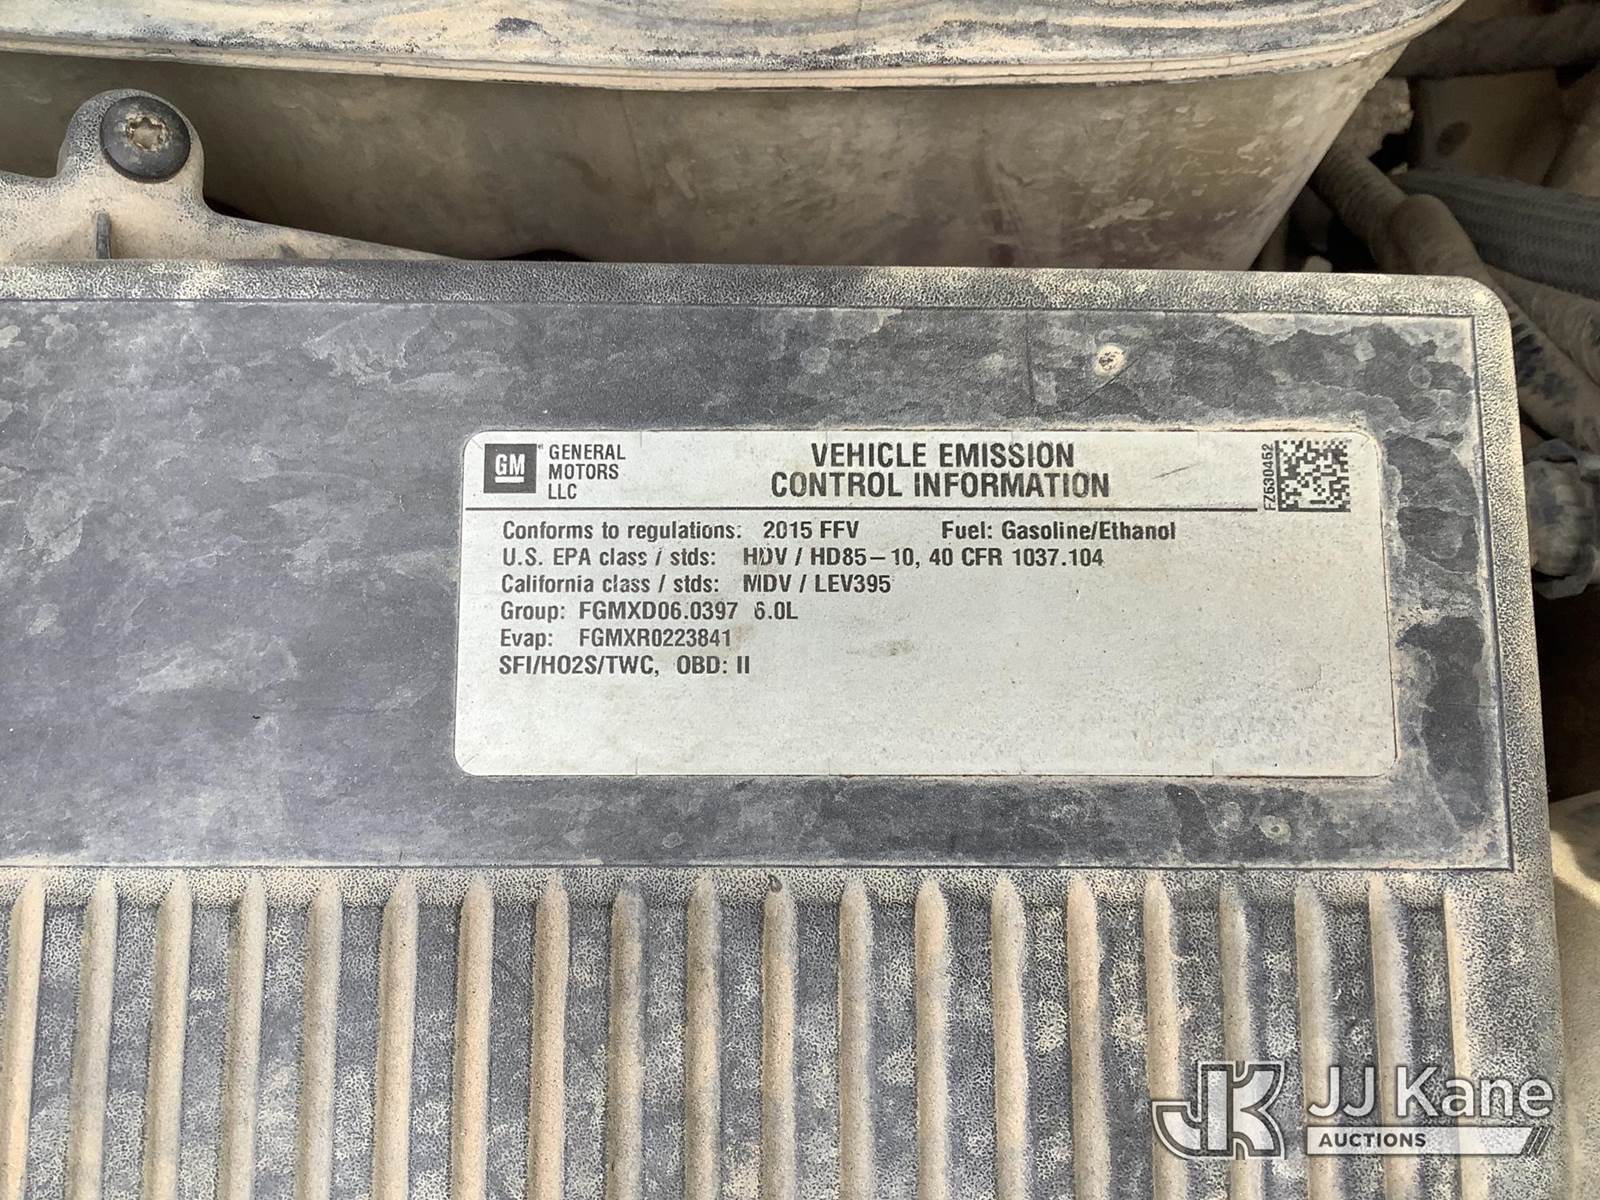 GM
GENERAL
MOTORS
LLC
VEHICLE EMISSION
CONTROL INFORMATION
FZ630452
Conforms to regulations: 2015 FFV Fuel: Gasoline/Ethanol
U.S. EPA class / stds: HDV / HD85-10, 40 CFR 1037.104
California class / stds: MDV / LEV395
Group: FGMXD06.0397 6.0L
Evap: FGMXR0223841
SFI/HO2S/TWC, OBD: II
JK JJ Kane
AUCTIONS